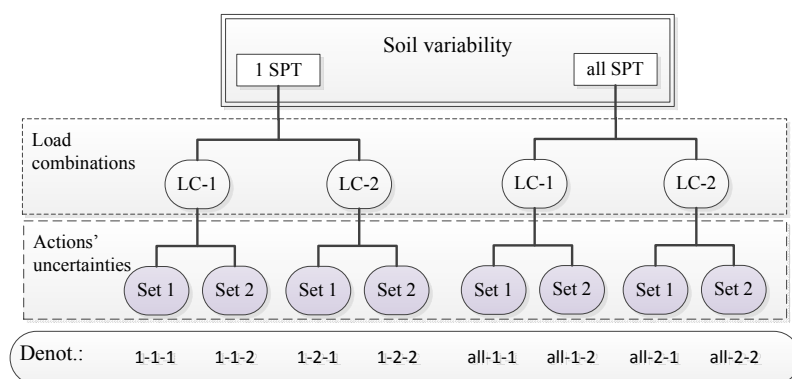 Soil variability
1 SPT all SPT
Load
combinations
LC-1 LC-2 LC-1 LC-2
Actions'
uncertainties
Set 1 Set 2 Set 1 Set 2 Set 1 Set 2 Set 1 Set 2
Denot.: 1-1-1 1-1-2 1-2-1 1-2-2 all-1-1 all-1-2 all-2-1 all-2-2